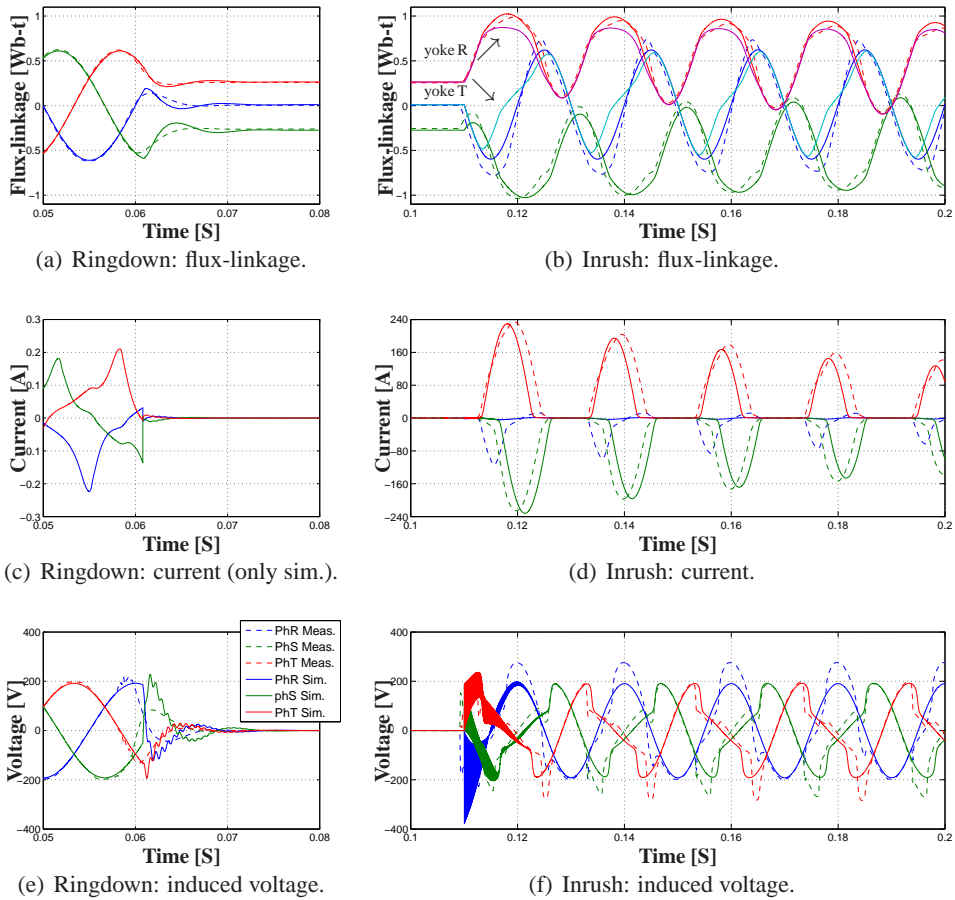 Flux-linkage [Wb-t]
1
0.5
0
−0.5
−1
0.05 0.06 0.07 0.08
Time [S]
(a) Ringdown: flux-linkage.
Flux-linkage [Wb-t]
1
0.5
0
−0.5
−1
yoke R
yoke T
0.1 0.12 0.14 0.16 0.18 0.2
Time [S]
(b) Inrush: flux-linkage.
Current [A]
0.3
0.2
0.1
0
−0.1
−0.2
−0.3
0.05 0.06 0.07 0.08
Time [S]
(c) Ringdown: current (only sim.).
Current [A]
240
160
80
0
−80
−160
−240
0.1 0.12 0.14 0.16 0.18 0.2
Time [S]
(d) Inrush: current.
Voltage [V]
400
200
0
−200
−400
PhR Meas.
PhS Meas.
PhT Meas.
PhR Sim.
phS Sim.
PhT Sim.
0.05 0.06 0.07 0.08
Time [S]
(e) Ringdown: induced voltage.
Voltage [V]
400
200
0
−200
−400
0.1 0.12 0.14 0.16 0.18 0.2
Time [S]
(f) Inrush: induced voltage.